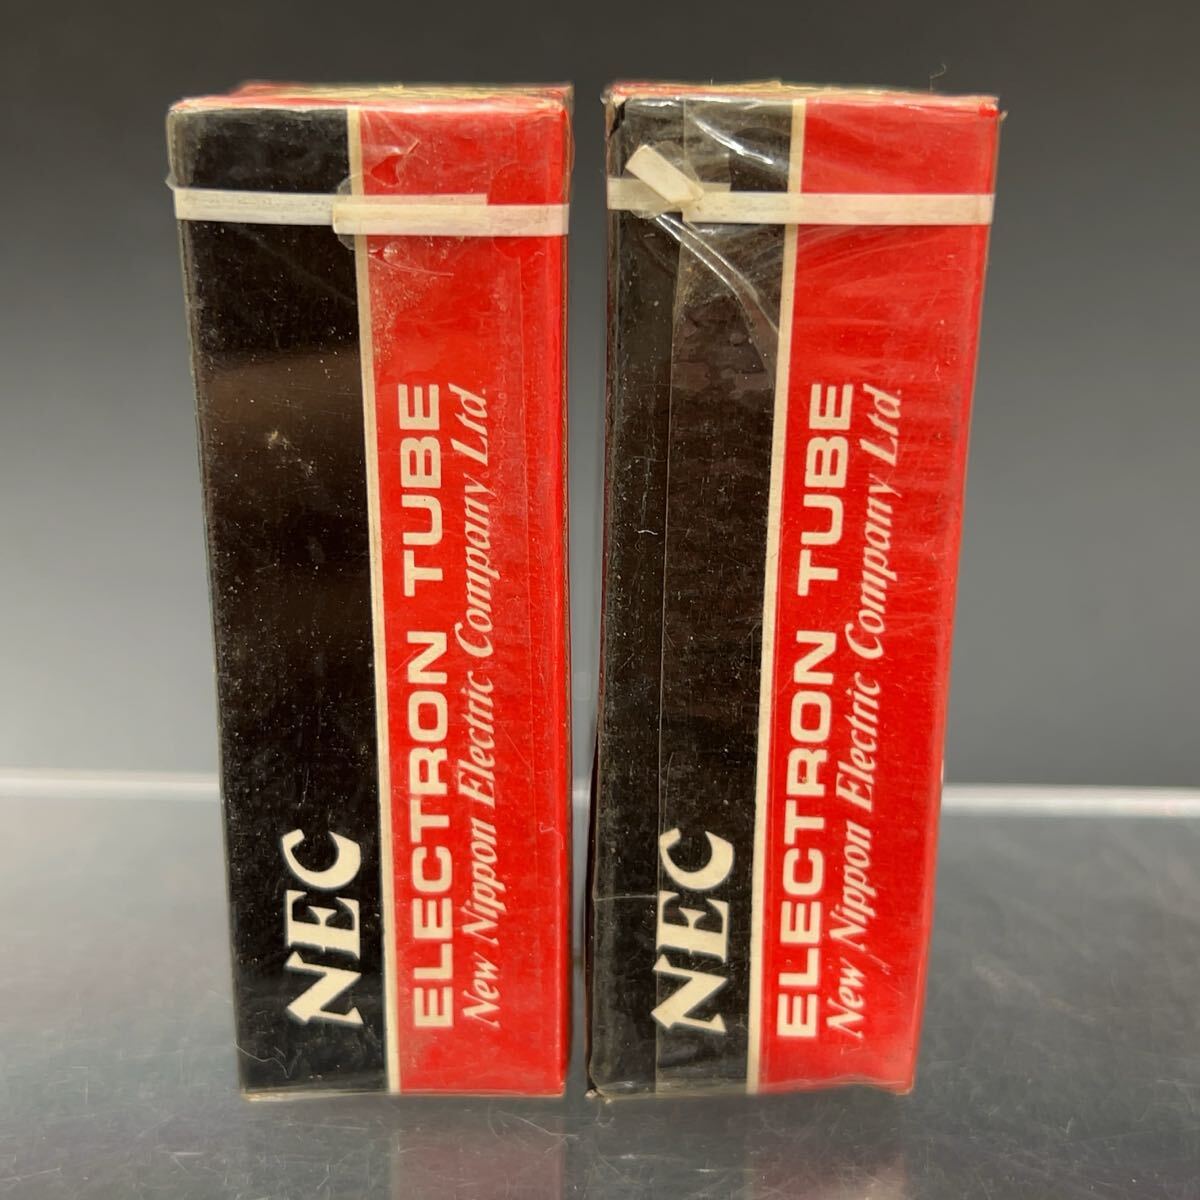 NEC
ELECTRON TUBE
New Nippon Electric Company Ltd.
NEC
ELECTRON TUBE
New Nippon Electric Company Ltd.